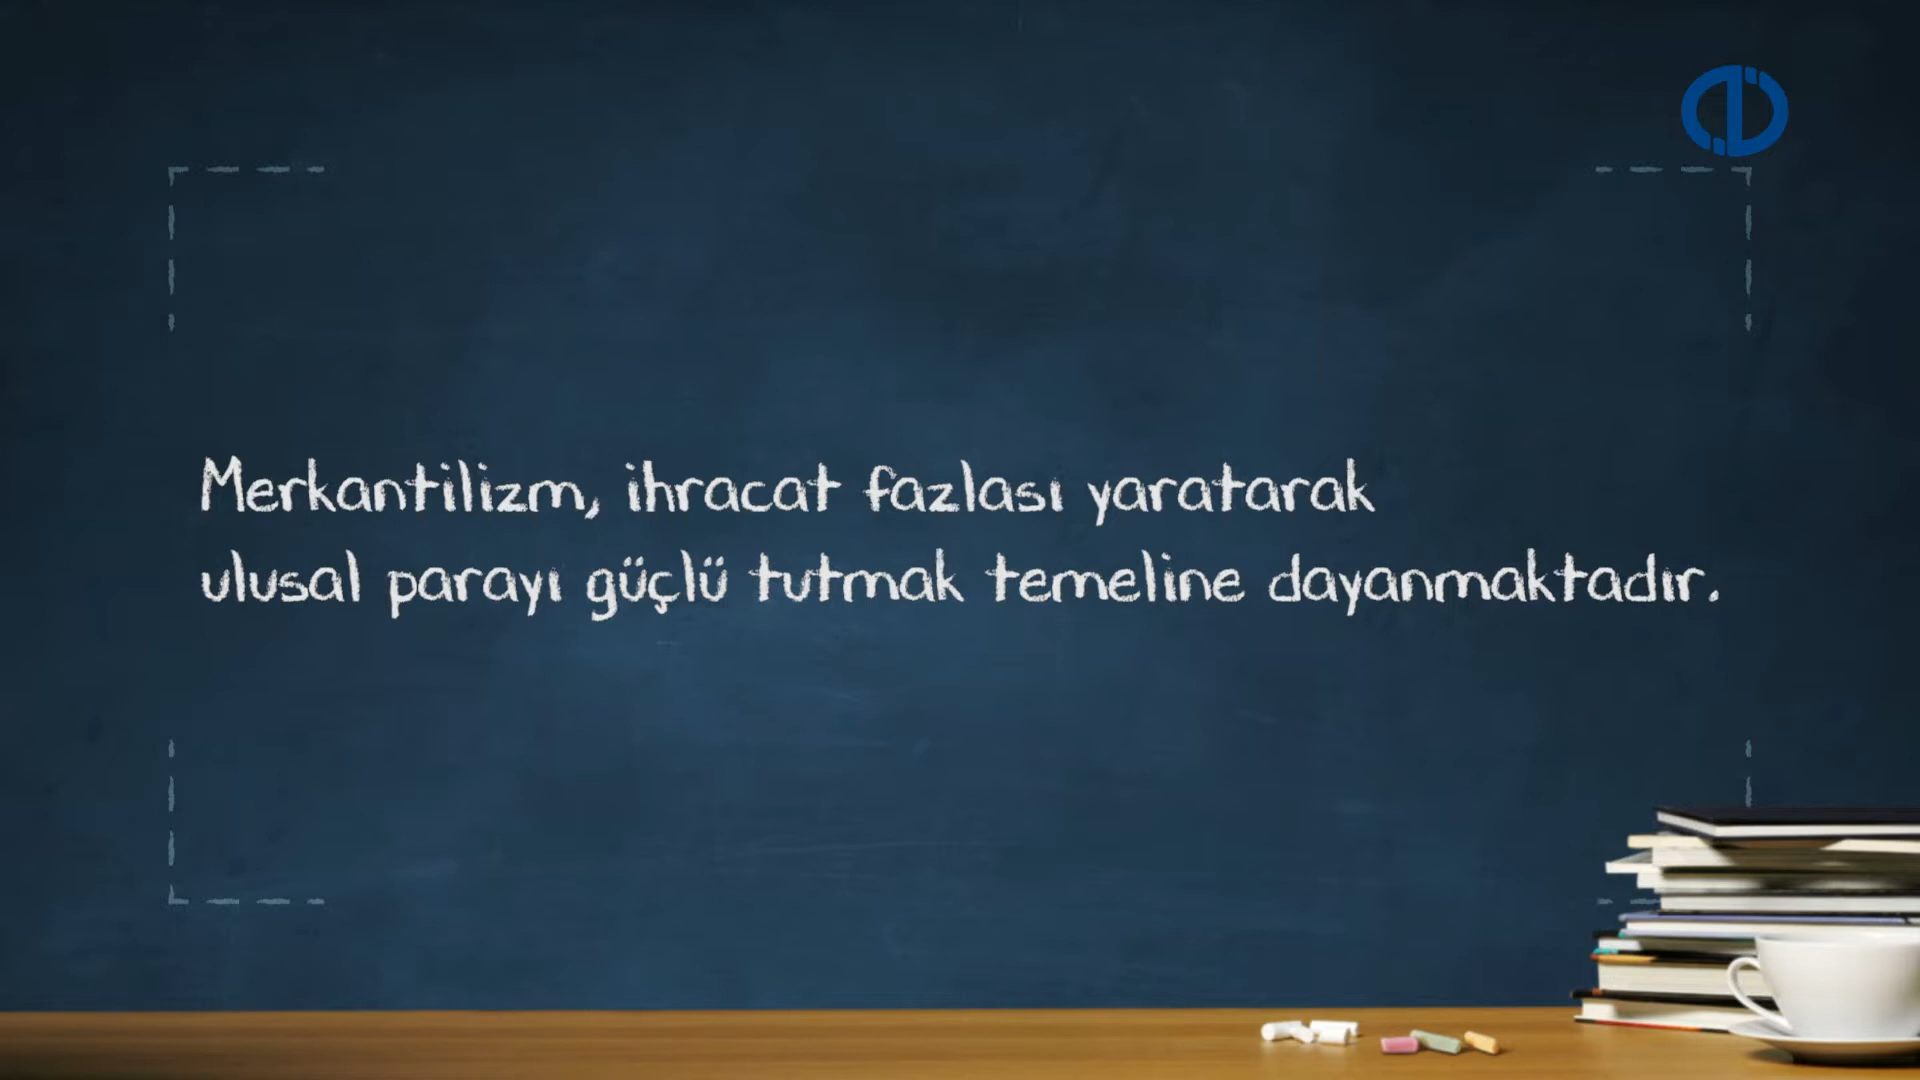 Merkantilizm, ihracat fazlası yaratarak
ulusal parayı güçlü tutmak temeline dayanmaktadır.